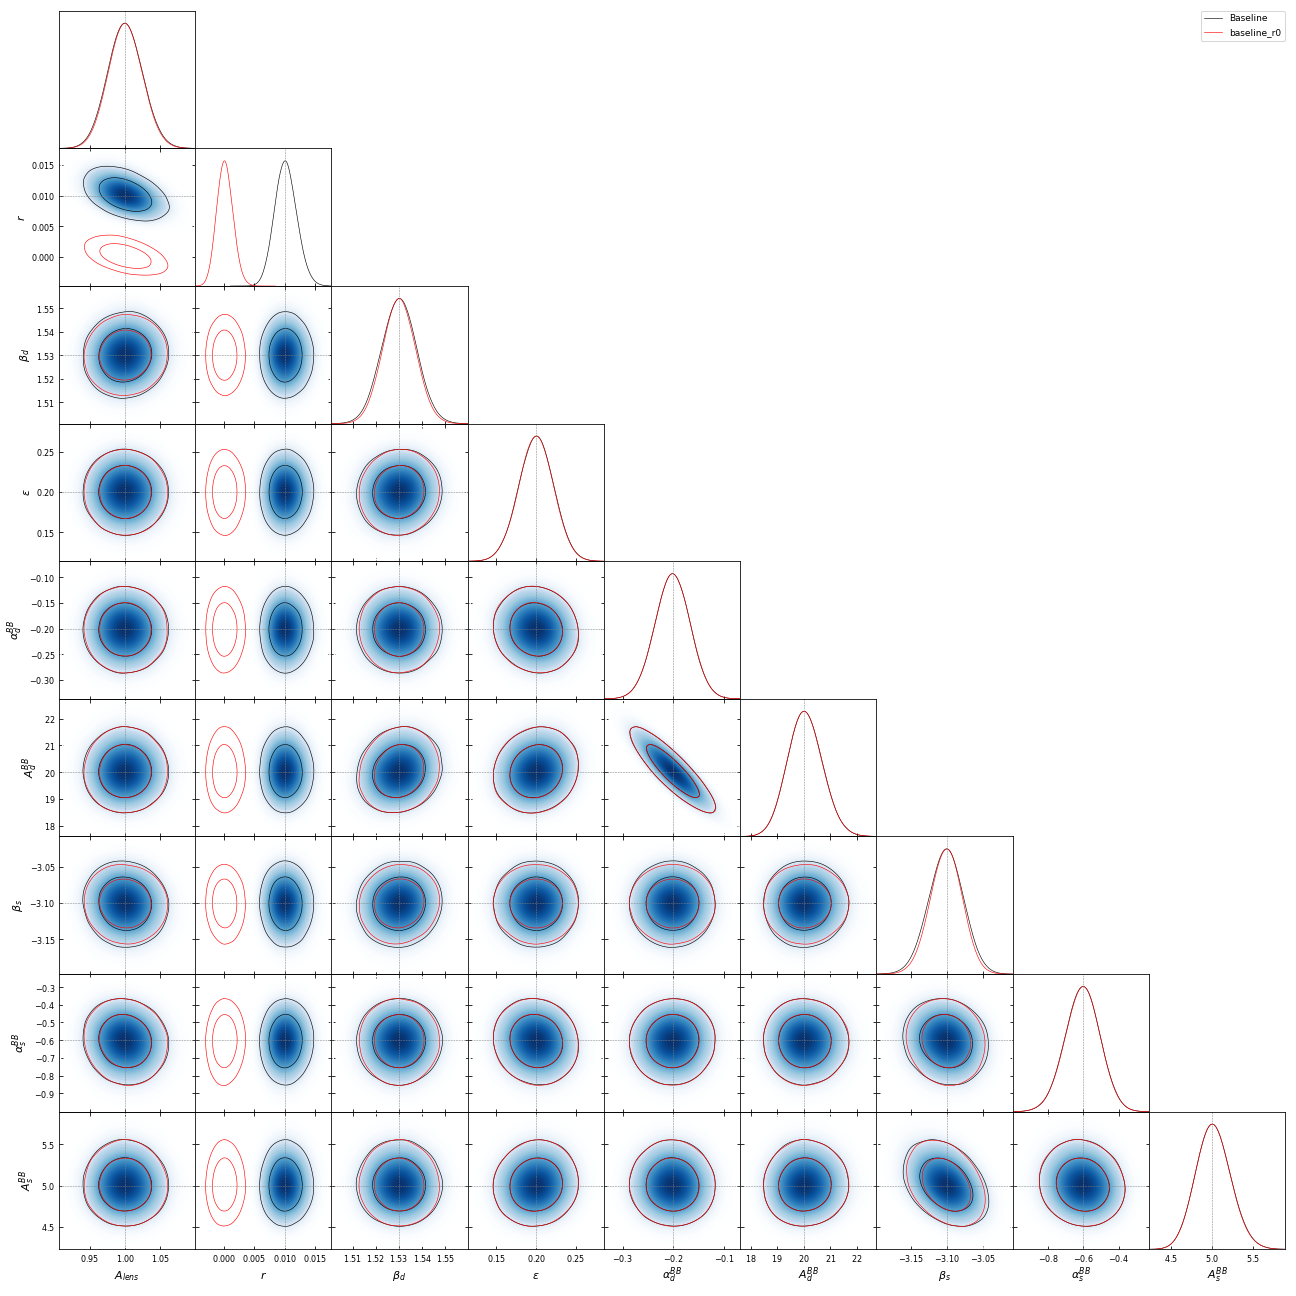 Baseline
baseline_r0
0.015
0.010
0.005
0.000
r
1.55
1.54
1.53
1.52
1.51
β_d
0.25
0.20
0.15
ε
−0.10
−0.15
−0.20
−0.25
−0.30
α_d^{BB}
22
21
20
19
18
A_d^{BB}
−3.05
−3.10
−3.15
β_s
−0.3
−0.4
−0.5
−0.6
−0.7
−0.8
−0.9
α_s^{BB}
5.5
5.0
4.5
A_s^{BB}
0.95 1.00 1.05 0.000 0.005 0.010 0.015 1.51 1.52 1.53 1.54 1.55 0.15 0.20 0.25 −0.3 −0.2 −0.1 18 19 20 21 22 −3.15 −3.10 −3.05 −0.8 −0.6 −0.4 4.5 5.0 5.5
A_{lens} r β_d ε α_d^{BB} A_d^{BB} β_s α_s^{BB} A_s^{BB}